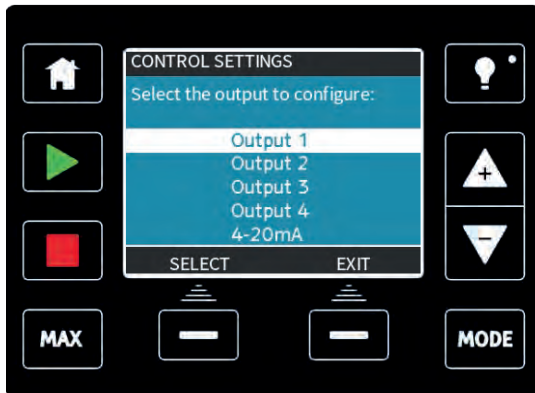 CONTROL SETTINGS
Select the output to configure:
Output 1
Output 2
Output 3
Output 4
4-20mA
SELECT EXIT
+
-
MAX
MODE